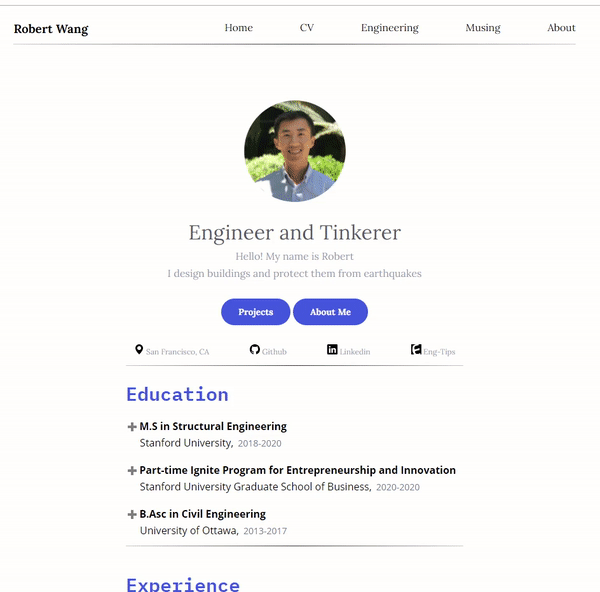 Robert Wang Home CV Engineering Musing About
Engineer and Tinkerer
Hello! My name is Robert
I design buildings and protect them from earthquakes
Projects About Me
San Francisco, CA Github Linkedin Eng-Tips
Education
M.S in Structural Engineering
Stanford University, 2018-2020
Part-time Ignite Program for Entrepreneurship and Innovation
Stanford University Graduate School of Business, 2020-2020
B.Asc in Civil Engineering
University of Ottawa, 2013-2017
Experience